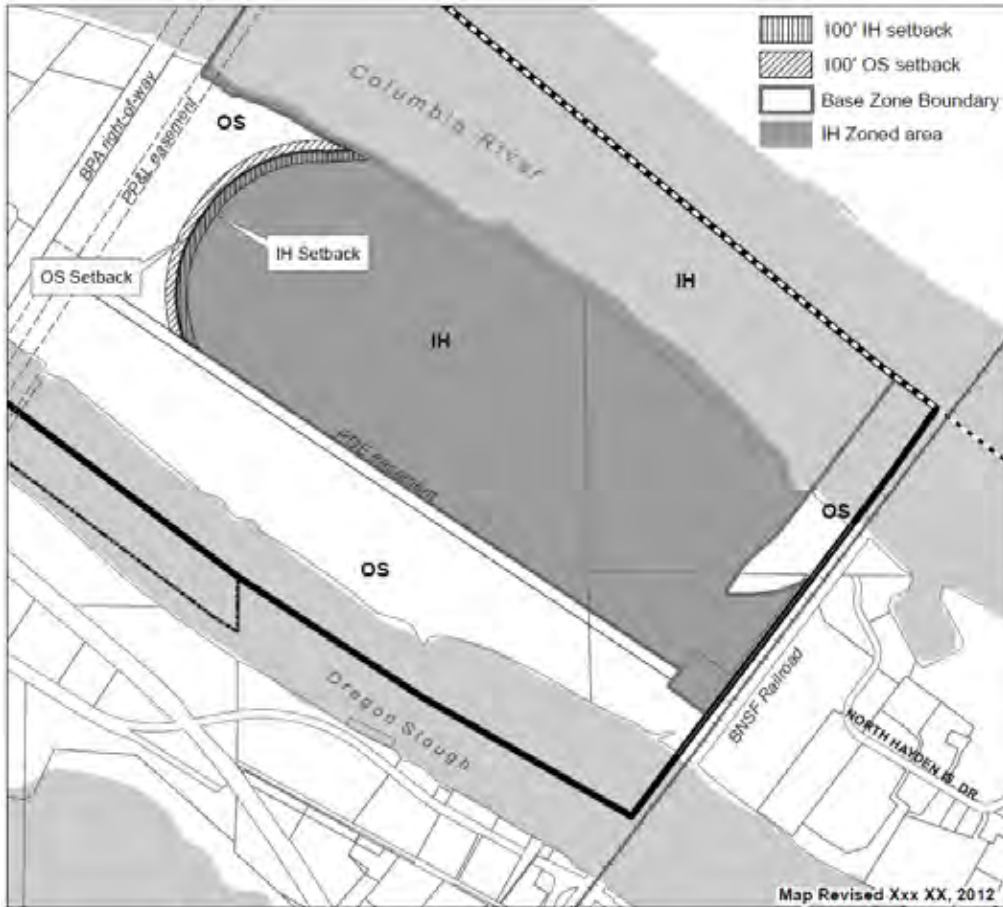 100' IH setback
100' OS setback
Base Zone Boundary
IH Zoned area
Columbia River
BPA right-of-way
PP&L easement
OS
OS Setback
IH Setback
IH
IH
easement
OS
OS
Oregon Slough
BNSF Railroad
NORTH HAYDEN IS. DR.
Map Revised Xxx XX, 2012